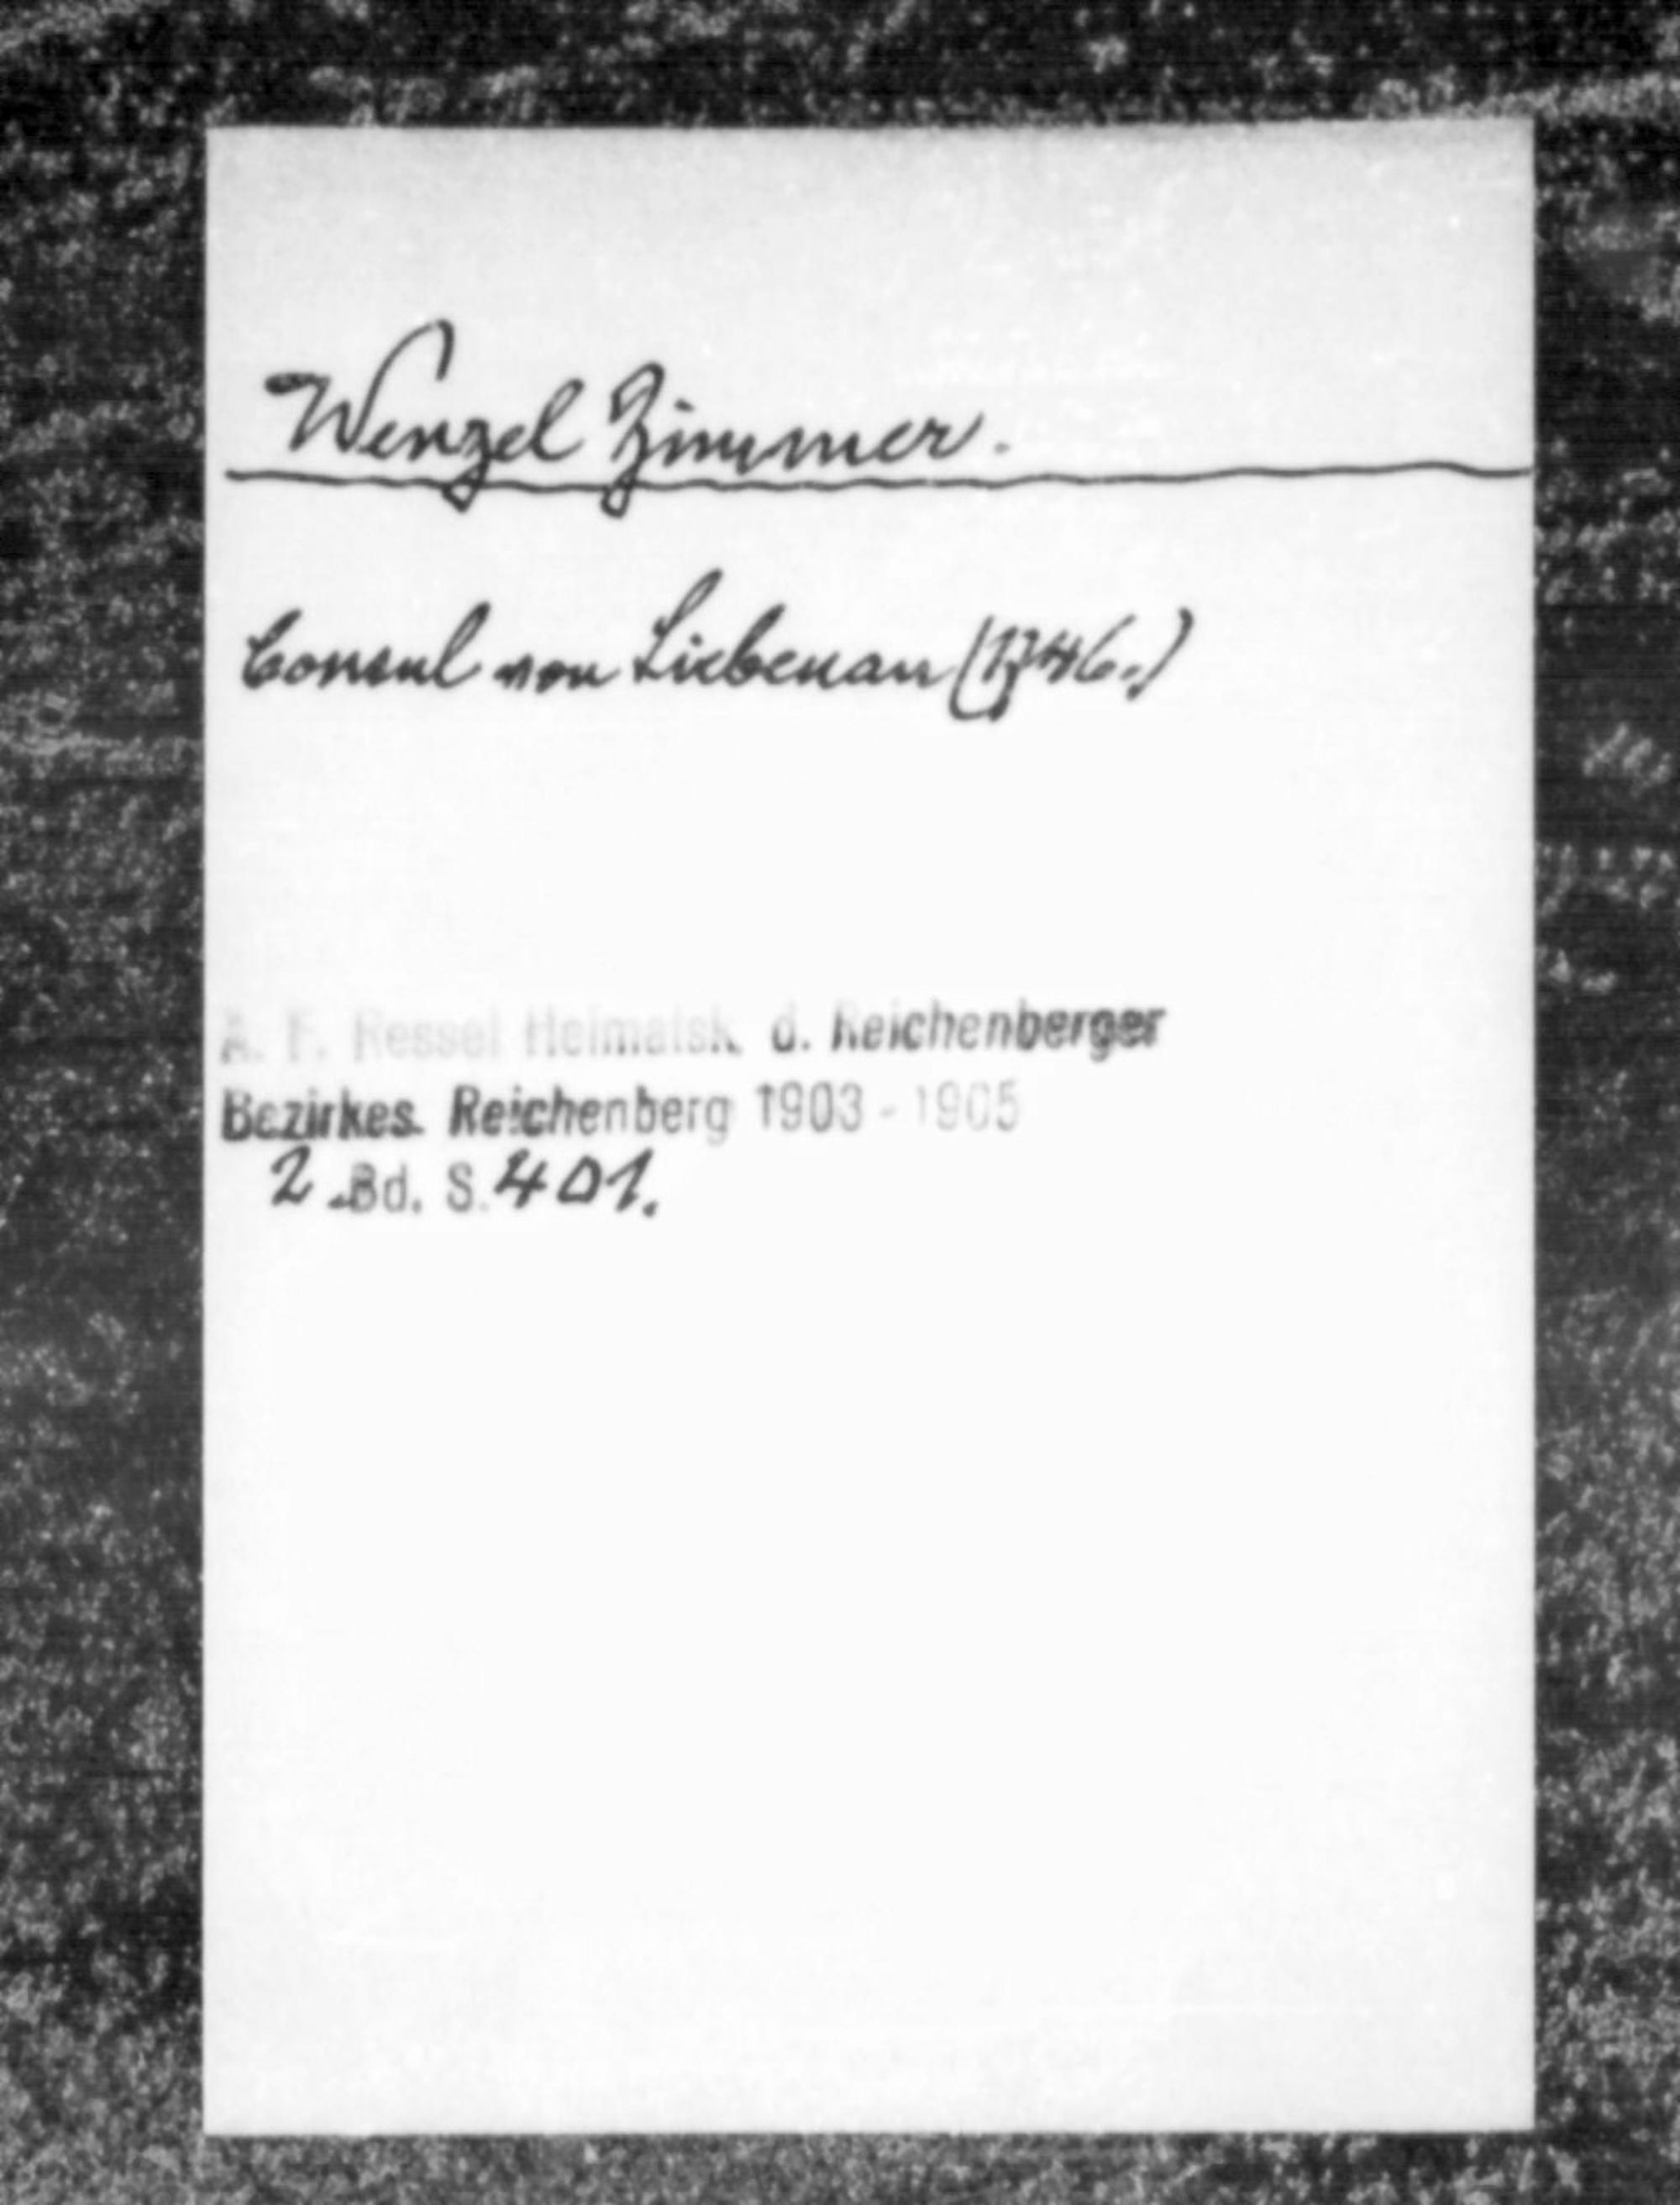 Wenzel Zimmer.
Consul von Liebenau (1746.)
A. F. Ressel Heimatsk. d. Reichenberger
Bezirkes. Reichenberg 1903 - 1905
2. Bd. S. 401.